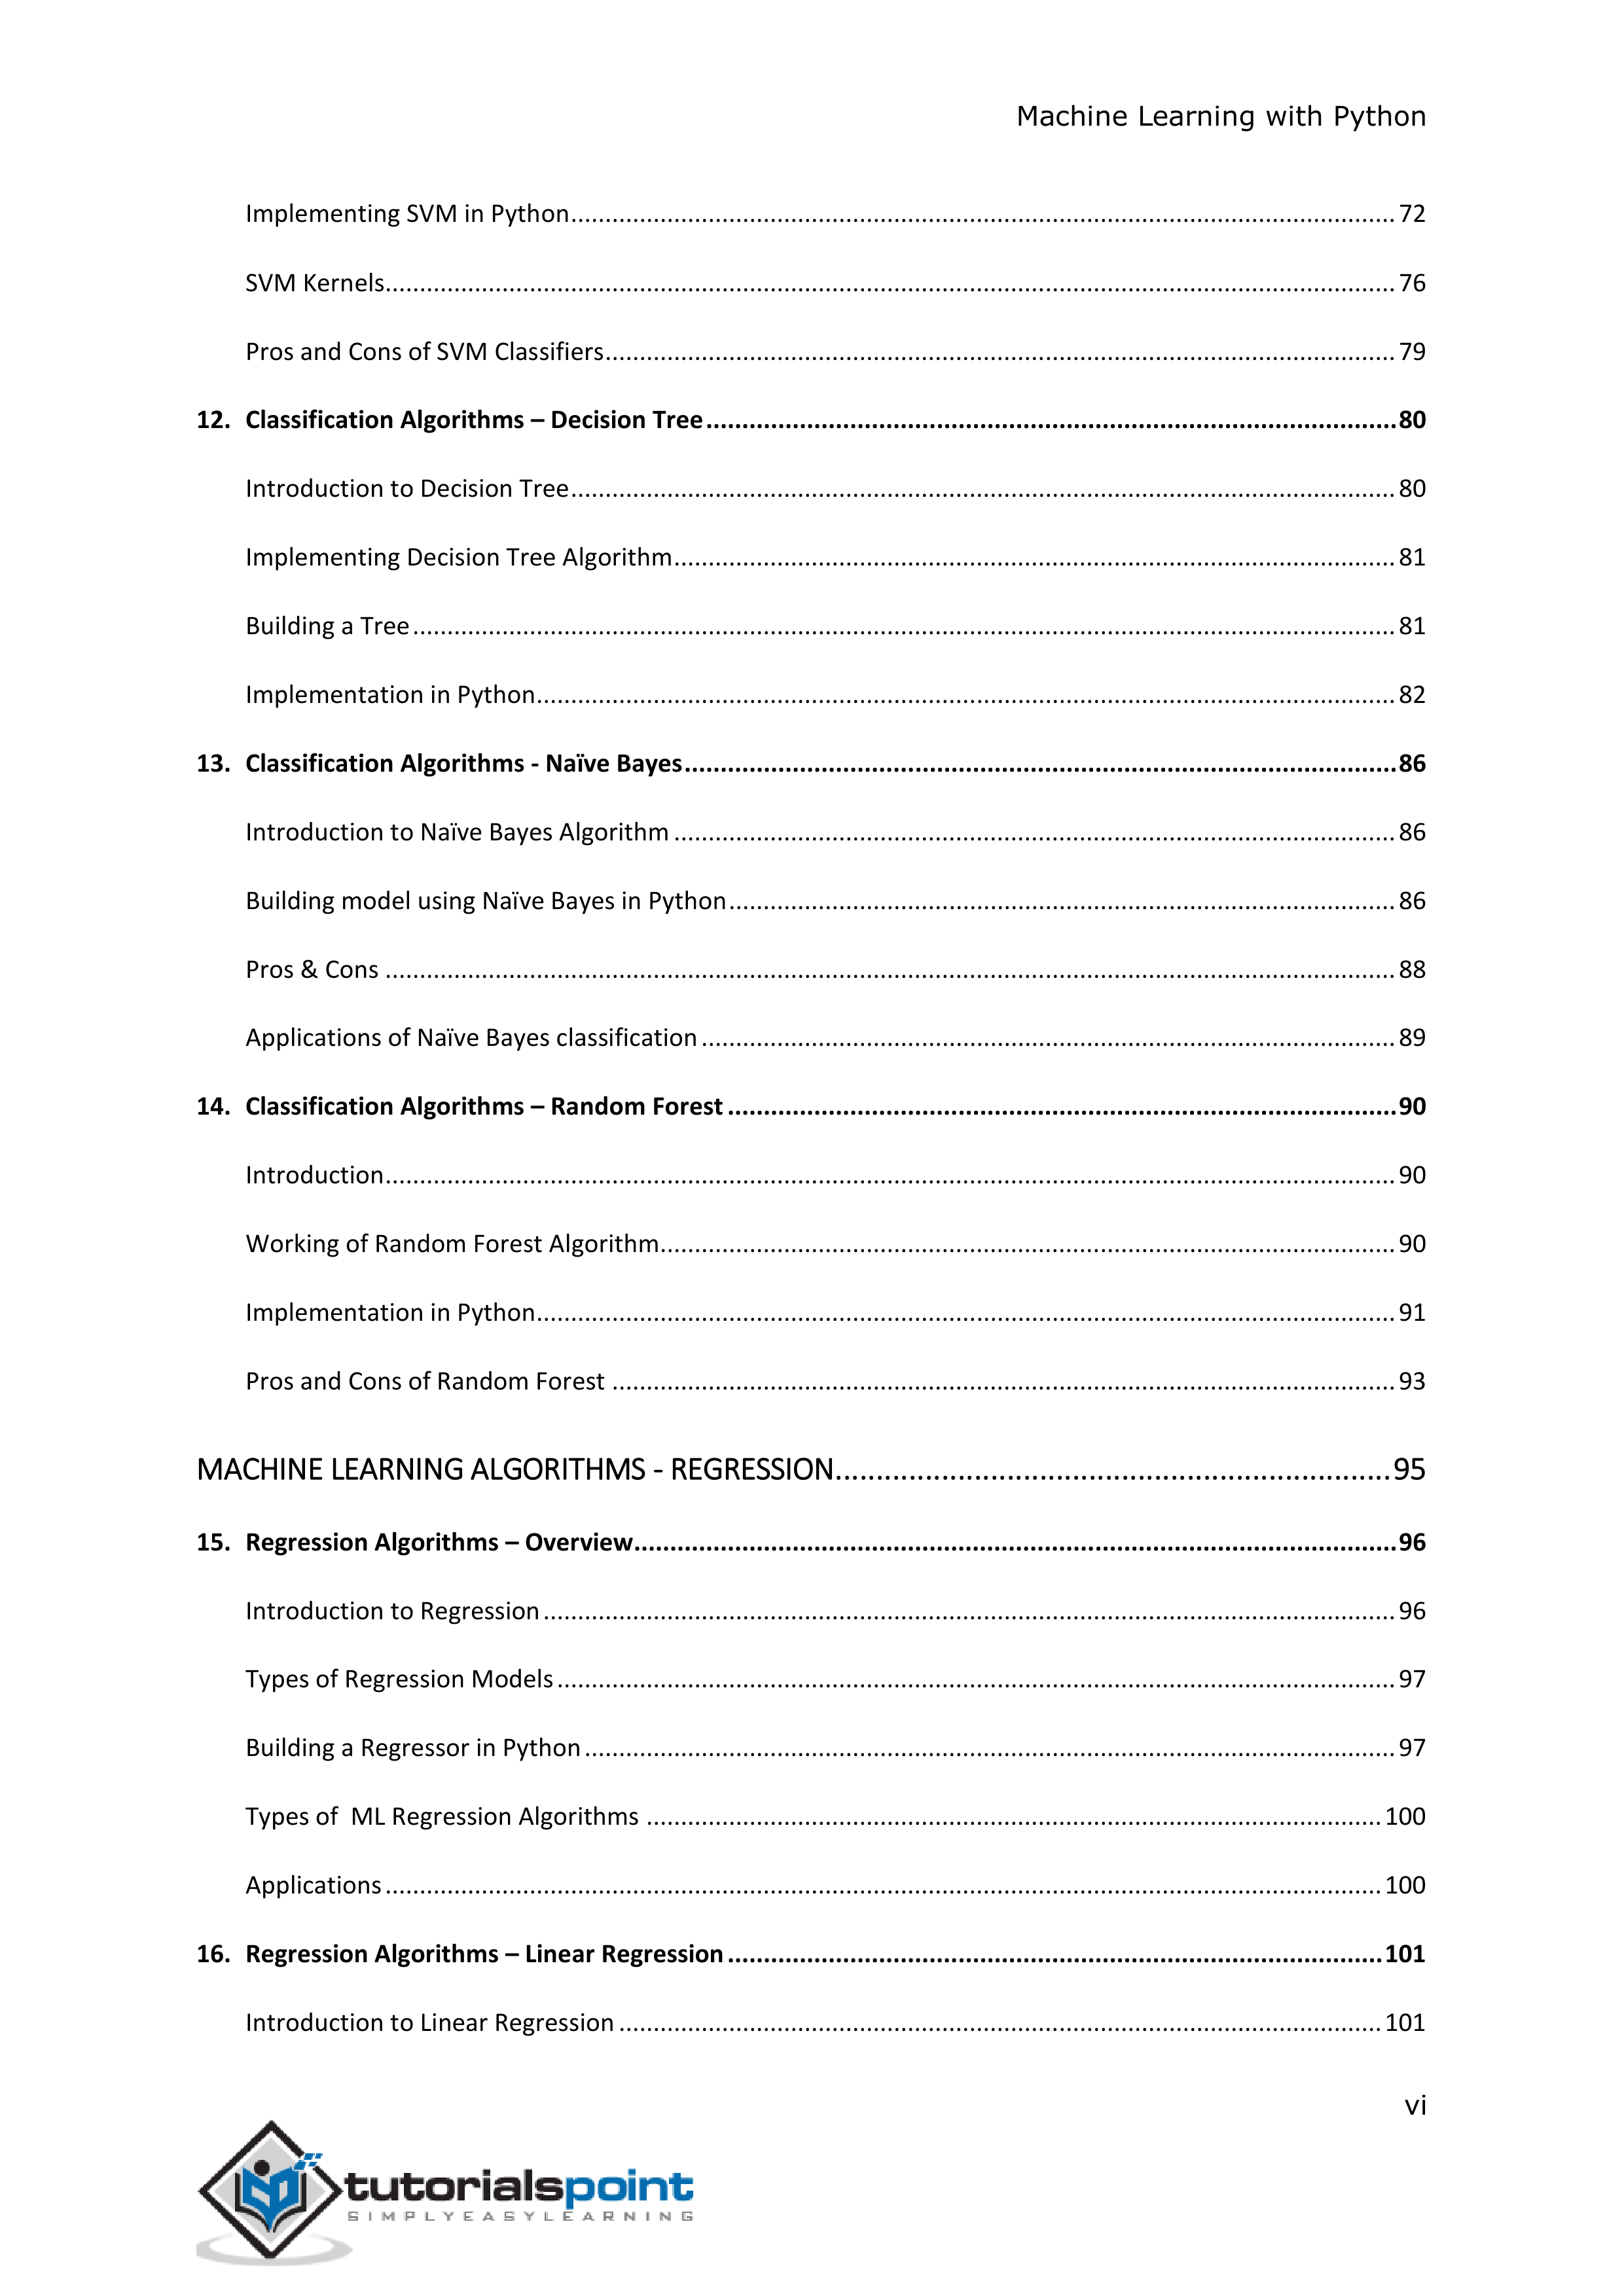 Machine Learning with Python
Implementing SVM in Python........................................................................................................................ 72
SVM Kernels................................................................................................................................................... 76
Pros and Cons of SVM Classifiers................................................................................................................... 79
12. Classification Algorithms – Decision Tree................................................................................................80
Introduction to Decision Tree........................................................................................................................ 80
Implementing Decision Tree Algorithm......................................................................................................... 81
Building a Tree............................................................................................................................................... 81
Implementation in Python............................................................................................................................. 82
13. Classification Algorithms - Naïve Bayes...................................................................................................86
Introduction to Naïve Bayes Algorithm ......................................................................................................... 86
Building model using Naïve Bayes in Python................................................................................................. 86
Pros & Cons ................................................................................................................................................... 88
Applications of Naïve Bayes classification ..................................................................................................... 89
14. Classification Algorithms – Random Forest.............................................................................................90
Introduction................................................................................................................................................... 90
Working of Random Forest Algorithm........................................................................................................... 90
Implementation in Python............................................................................................................................. 91
Pros and Cons of Random Forest .................................................................................................................. 93
MACHINE LEARNING ALGORITHMS - REGRESSION.....................................................................95
15. Regression Algorithms – Overview..........................................................................................................96
Introduction to Regression............................................................................................................................ 96
Types of Regression Models.......................................................................................................................... 97
Building a Regressor in Python...................................................................................................................... 97
Types of  ML Regression Algorithms ........................................................................................................... 100
Applications................................................................................................................................................. 100
16. Regression Algorithms – Linear Regression...........................................................................................101
Introduction to Linear Regression............................................................................................................... 101
vi
tutorialspoint
SIMPLYEASYLEARNING